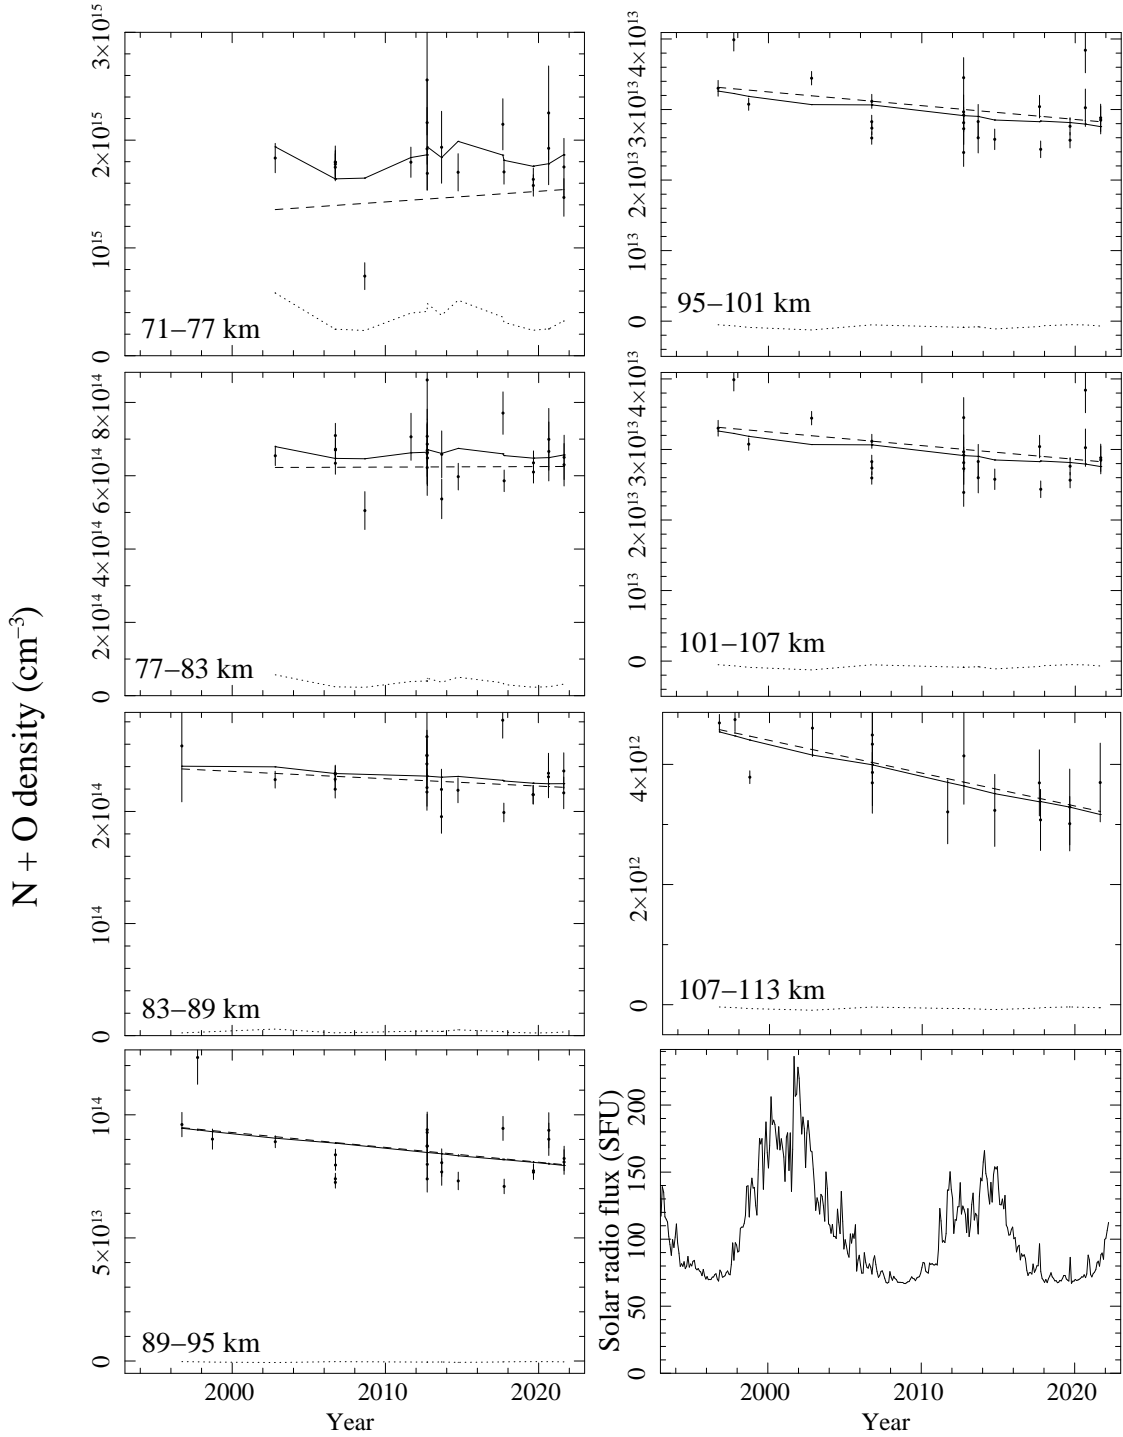 N + O density (cm⁻³)
3×10¹⁵
2×10¹⁵
10¹⁵
0
71–77 km
4×10¹³
3×10¹³
2×10¹³
10¹³
0
95–101 km
8×10¹⁴
6×10¹⁴
4×10¹⁴
2×10¹⁴
0
77–83 km
4×10¹³
3×10¹³
2×10¹³
10¹³
0
101–107 km
2×10¹⁴
10¹⁴
0
83–89 km
4×10¹²
2×10¹²
0
107–113 km
10¹⁴
5×10¹³
0
89–95 km
2000 2010 2020
Year
Solar radio flux (SFU)
200
150
100
50
0
2000 2010 2020
Year